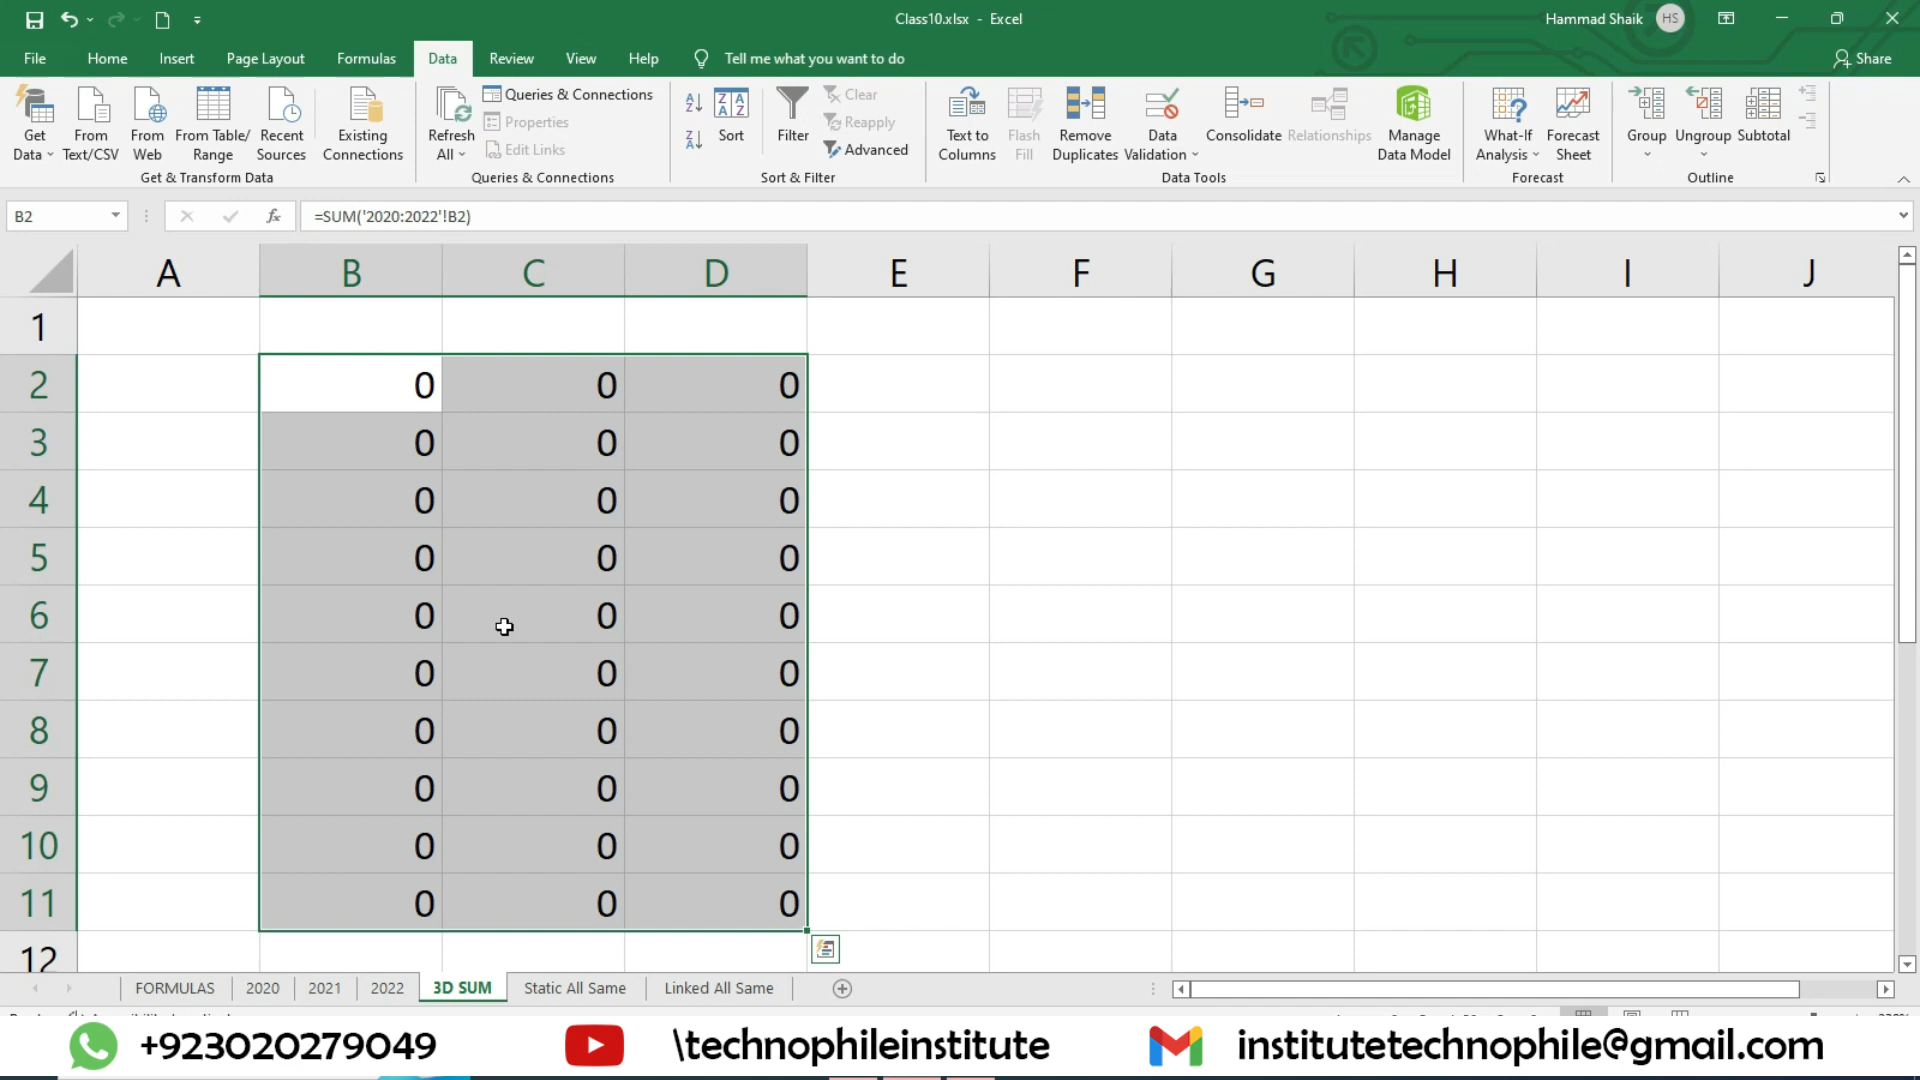 Class10.xlsx - Excel
Hammad Shaik HS
File Home Insert Page Layout Formulas Data Review View Help Tell me what you want to do Share
Get Data
From Text/CSV
From Web
From Table/ Range
Recent Sources
Existing Connections
Get & Transform Data
Refresh All
Queries & Connections
Properties
Edit Links
Queries & Connections
Sort
Filter
Clear
Reapply
Advanced
Sort & Filter
Text to Columns
Flash Fill
Remove Duplicates
Data Validation
Consolidate
Relationships
Manage Data Model
Data Tools
What-If Analysis
Forecast Sheet
Forecast
Group
Ungroup
Subtotal
Outline
B2 fx =SUM('2020:2022'!B2)
A B C D E F G H I J
1
2 0 0 0
3 0 0 0
4 0 0 0
5 0 0 0
6 0 0 0
7 0 0 0
8 0 0 0
9 0 0 0
10 0 0 0
11 0 0 0
12
FORMULAS 2020 2021 2022 3D SUM Static All Same Linked All Same
+923020279049 \technophileinstitute institutetechnophile@gmail.com